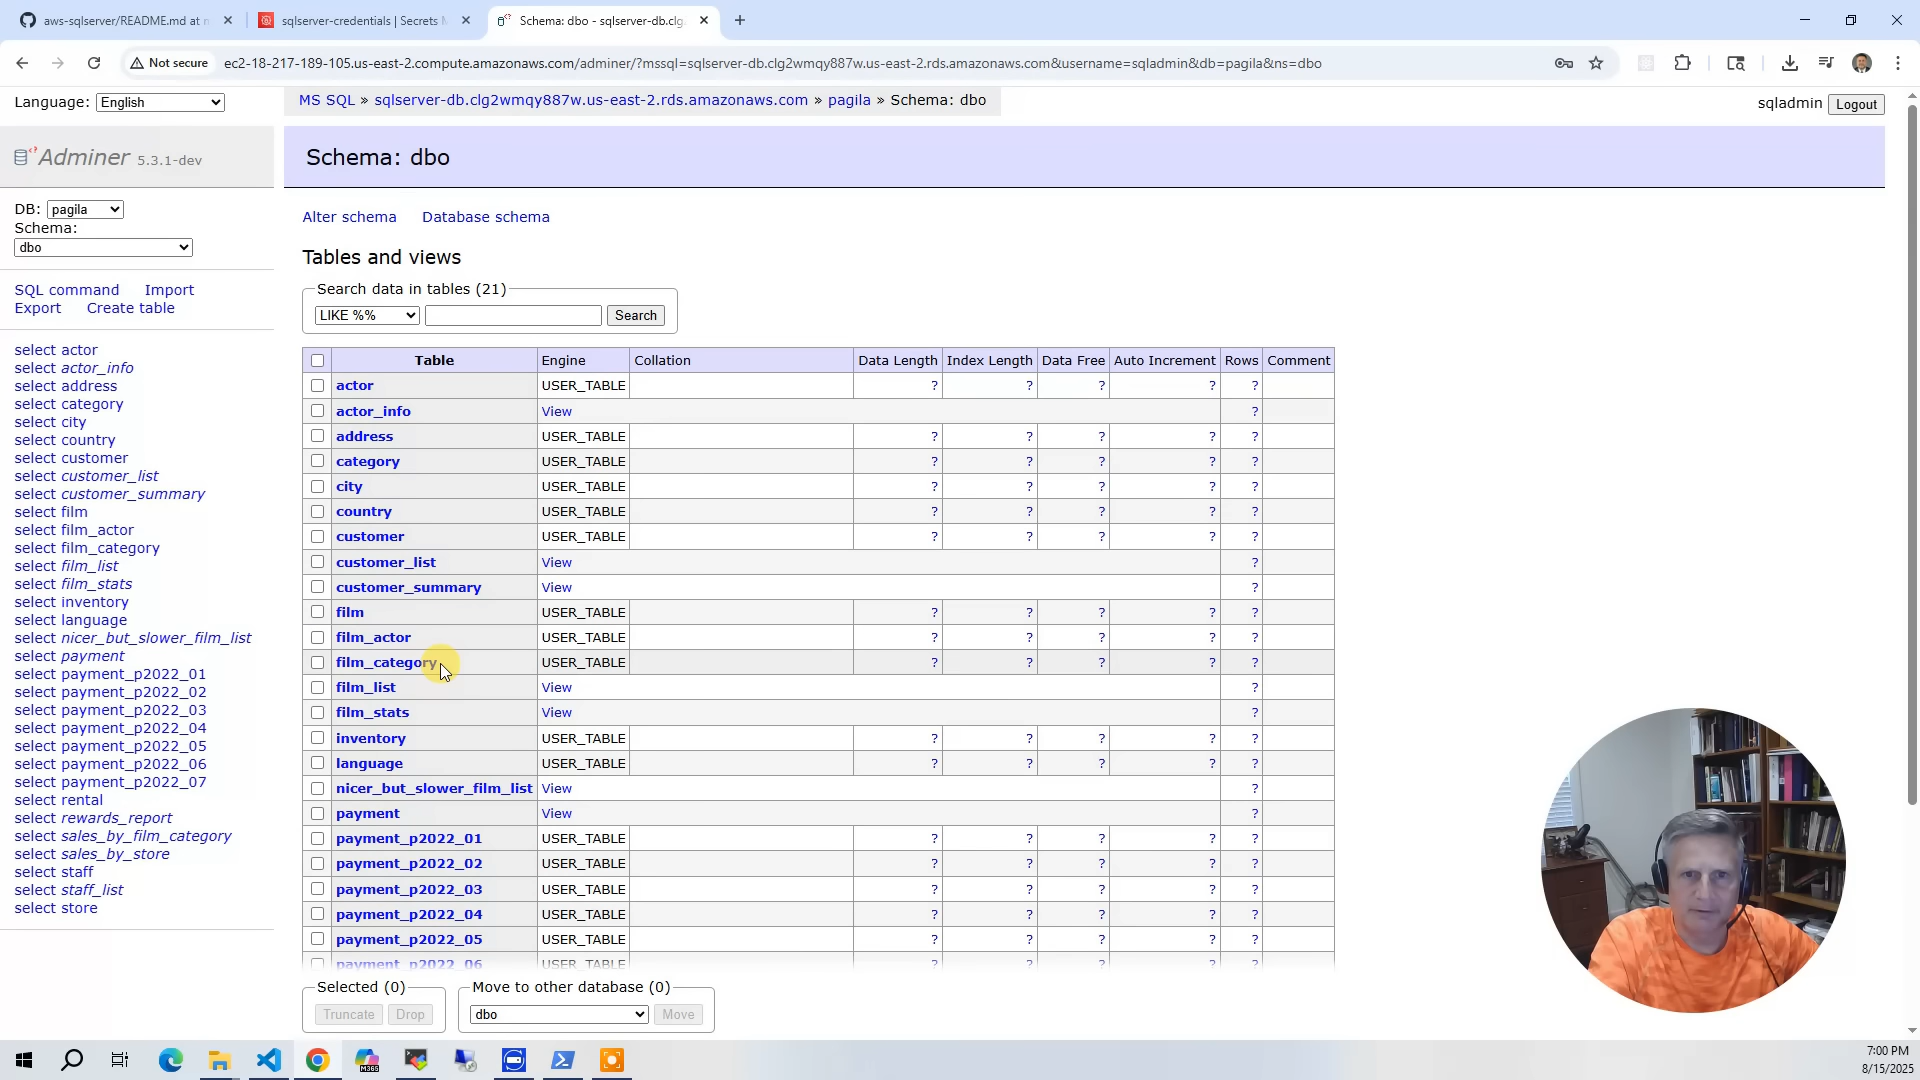 aws-sqlserver/README.md at m
sqlserver-credentials | Secrets M
Schema: dbo - sqlserver-db.clg
Not secure
ec2-18-217-189-105.us-east-2.compute.amazonaws.com/adminer/?mssql=sqlserver-db.clg2wmqy887w.us-east-2.rds.amazonaws.com&username=sqladmin&db=pagila&ns=dbo
Language: English
MS SQL » sqlserver-db.clg2wmqy887w.us-east-2.rds.amazonaws.com » pagila » Schema: dbo
sqladmin Logout
Adminer 5.3.1-dev
Schema: dbo
DB: pagila
Schema:
dbo
SQL command Import
Export Create table
select actor
select actor_info
select address
select category
select city
select country
select customer
select customer_list
select customer_summary
select film
select film_actor
select film_category
select film_list
select film_stats
select inventory
select language
select nicer_but_slower_film_list
select payment
select payment_p2022_01
select payment_p2022_02
select payment_p2022_03
select payment_p2022_04
select payment_p2022_05
select payment_p2022_06
select payment_p2022_07
select rental
select rewards_report
select sales_by_film_category
select sales_by_store
select staff
select staff_list
select store
Alter schema Database schema
Tables and views
Search data in tables (21)
LIKE %% Search
Table Engine Collation Data Length Index Length Data Free Auto Increment Rows Comment
actor USER_TABLE ? ? ? ? ?
actor_info View ?
address USER_TABLE ? ? ? ? ?
category USER_TABLE ? ? ? ? ?
city USER_TABLE ? ? ? ? ?
country USER_TABLE ? ? ? ? ?
customer USER_TABLE ? ? ? ? ?
customer_list View ?
customer_summary View ?
film USER_TABLE ? ? ? ? ?
film_actor USER_TABLE ? ? ? ? ?
film_category USER_TABLE ? ? ? ? ?
film_list View ?
film_stats View ?
inventory USER_TABLE ? ? ? ? ?
language USER_TABLE ? ? ? ? ?
nicer_but_slower_film_list View ?
payment View ?
payment_p2022_01 USER_TABLE ? ? ? ? ?
payment_p2022_02 USER_TABLE ? ? ? ? ?
payment_p2022_03 USER_TABLE ? ? ? ? ?
payment_p2022_04 USER_TABLE ? ? ? ? ?
payment_p2022_05 USER_TABLE ? ? ? ? ?
payment_p2022_06 USER_TABLE ? ? ? ? ?
Selected (0)
Truncate Drop
Move to other database (0)
dbo Move
M365
7:00 PM
8/15/2025